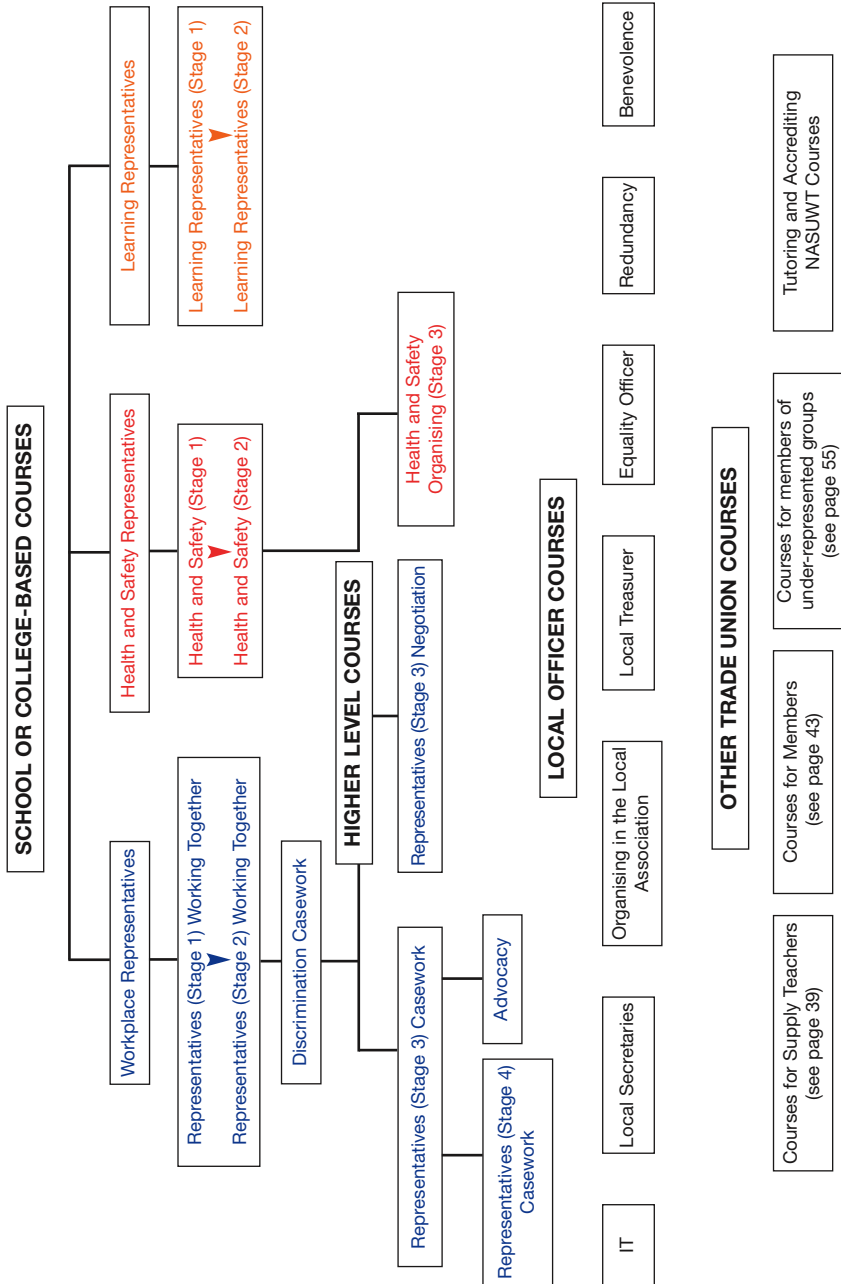 SCHOOL OR COLLEGE-BASED COURSES
Workplace Representatives
Health and Safety Representatives
Learning Representatives
Representatives (Stage 1) Working Together
Representatives (Stage 2) Working Together
Health and Safety (Stage 1)
Health and Safety (Stage 2)
Learning Representatives (Stage 1)
Learning Representatives (Stage 2)
Discrimination Casework
HIGHER LEVEL COURSES
Representatives (Stage 3) Casework
Representatives (Stage 3) Negotiation
Health and Safety
Organising (Stage 3)
Representatives (Stage 4)
Casework
Advocacy
LOCAL OFFICER COURSES
IT
Local Secretaries
Organising in the Local
Association
Local Treasurer
Equality Officer
Redundancy
Benevolence
OTHER TRADE UNION COURSES
Courses for Supply Teachers
(see page 39)
Courses for Members
(see page 43)
Courses for members of
under-represented groups
(see page 55)
Tutoring and Accrediting
NASUWT Courses